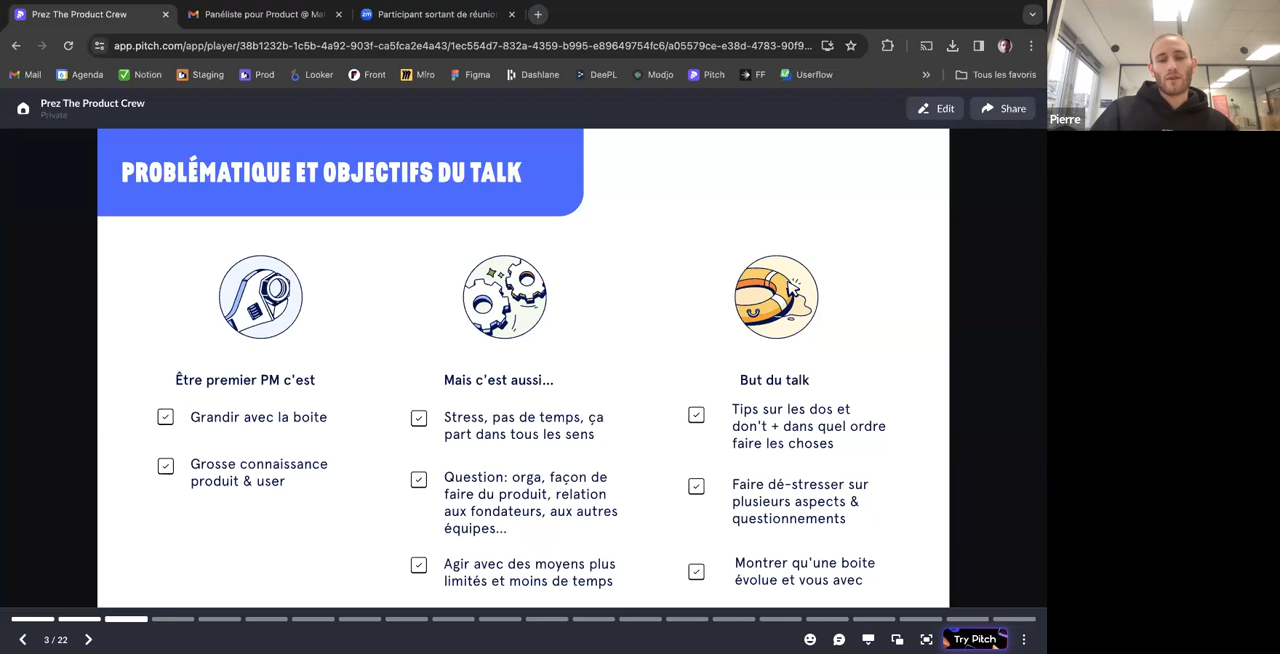 Prez The Product Crew
Panéliste pour Product @ Ma
Participant sortant de réunio
app.pitch.com/app/player/38b1232b-1c5b-4a92-903f-ca5fca2e4a43/1ec554d7-832a-4359-b995-e89649754fc6/a05579ce-e38d-4783-90f9...
Mail
Agenda
Notion
Staging
Prod
Looker
Front
Miro
Figma
Dashlane
DeepL
Modjo
Pitch
FF
Userflow
Tous les favoris
Prez The Product Crew
Private
Edit
Share
Pierre
PROBLÉMATIQUE ET OBJECTIFS DU TALK
Être premier PM c'est
Grandir avec la boite
Grosse connaissance
produit & user
Mais c'est aussi...
Stress, pas de temps, ça
part dans tous les sens
Question: orga, façon de
faire du produit, relation
aux fondateurs, aux autres
équipes...
Agir avec des moyens plus
limités et moins de temps
But du talk
Tips sur les dos et
don't + dans quel ordre
faire les choses
Faire dé-stresser sur
plusieurs aspects &
questionnements
Montrer qu'une boite
évolue et vous avec
3 / 22
Try Pitch